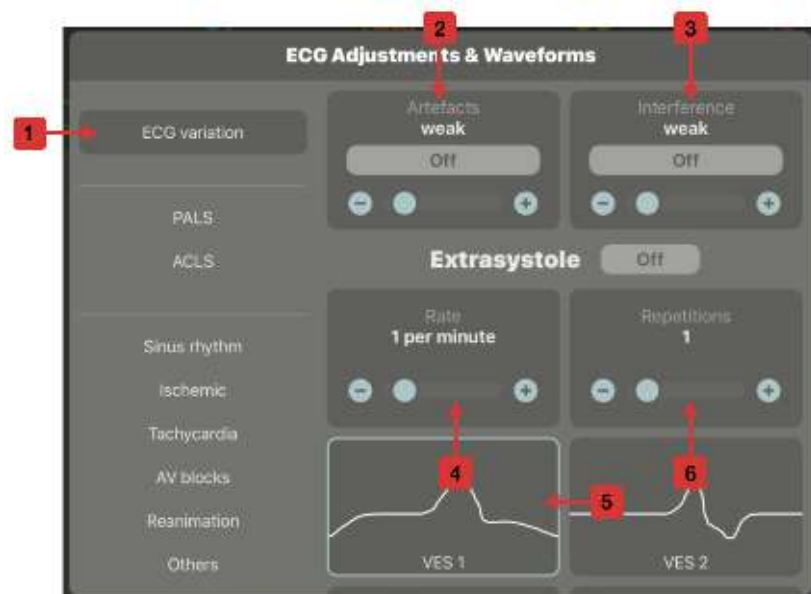 2
3
ECG Adjustments & Waveforms
1
ECG variation
Artefacts
weak
Off
Interference
weak
Off
PALS
ACLS
Extrasystole
Off
Sinus rhythm
Ischemic
Tachycardia
AV blocks
Reanimation
Others
Rate
1 per minute
Repetitions
1
4
6
5
VES 1
VES 2